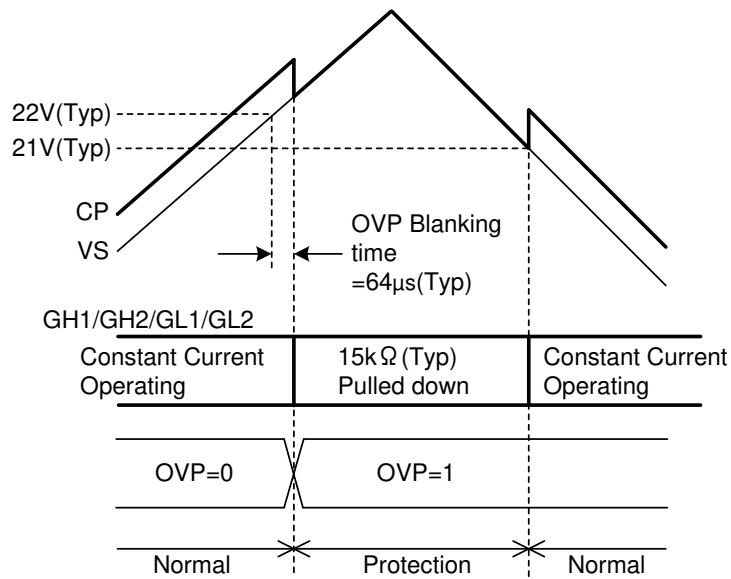 22V(Typ)
21V(Typ)
CP
VS
OVP Blanking
time
=64μs(Typ)
GH1/GH2/GL1/GL2
Constant Current
Operating
15kΩ(Typ)
Pulled down
Constant Current
Operating
OVP=0
OVP=1
Normal
Protection
Normal